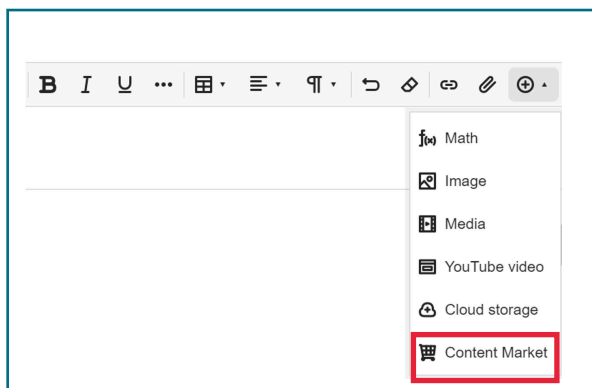 B I U
f(x) Math
Image
Media
YouTube video
Cloud storage
Content Market